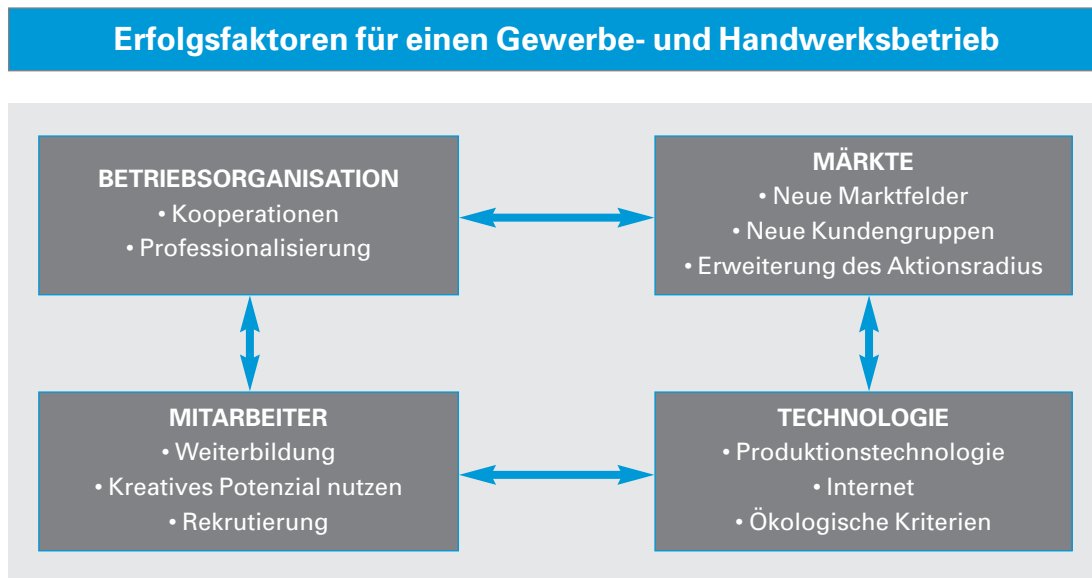 Erfolgsfaktoren für einen Gewerbe- und Handwerksbetrieb
BETRIEBSORGANISATION
• Kooperationen
• Professionalisierung
MÄRKTE
• Neue Marktfelder
• Neue Kundengruppen
• Erweiterung des Aktionsradius
MITARBEITER
• Weiterbildung
• Kreatives Potenzial nutzen
• Rekrutierung
TECHNOLOGIE
• Produktionstechnologie
• Internet
• Ökologische Kriterien